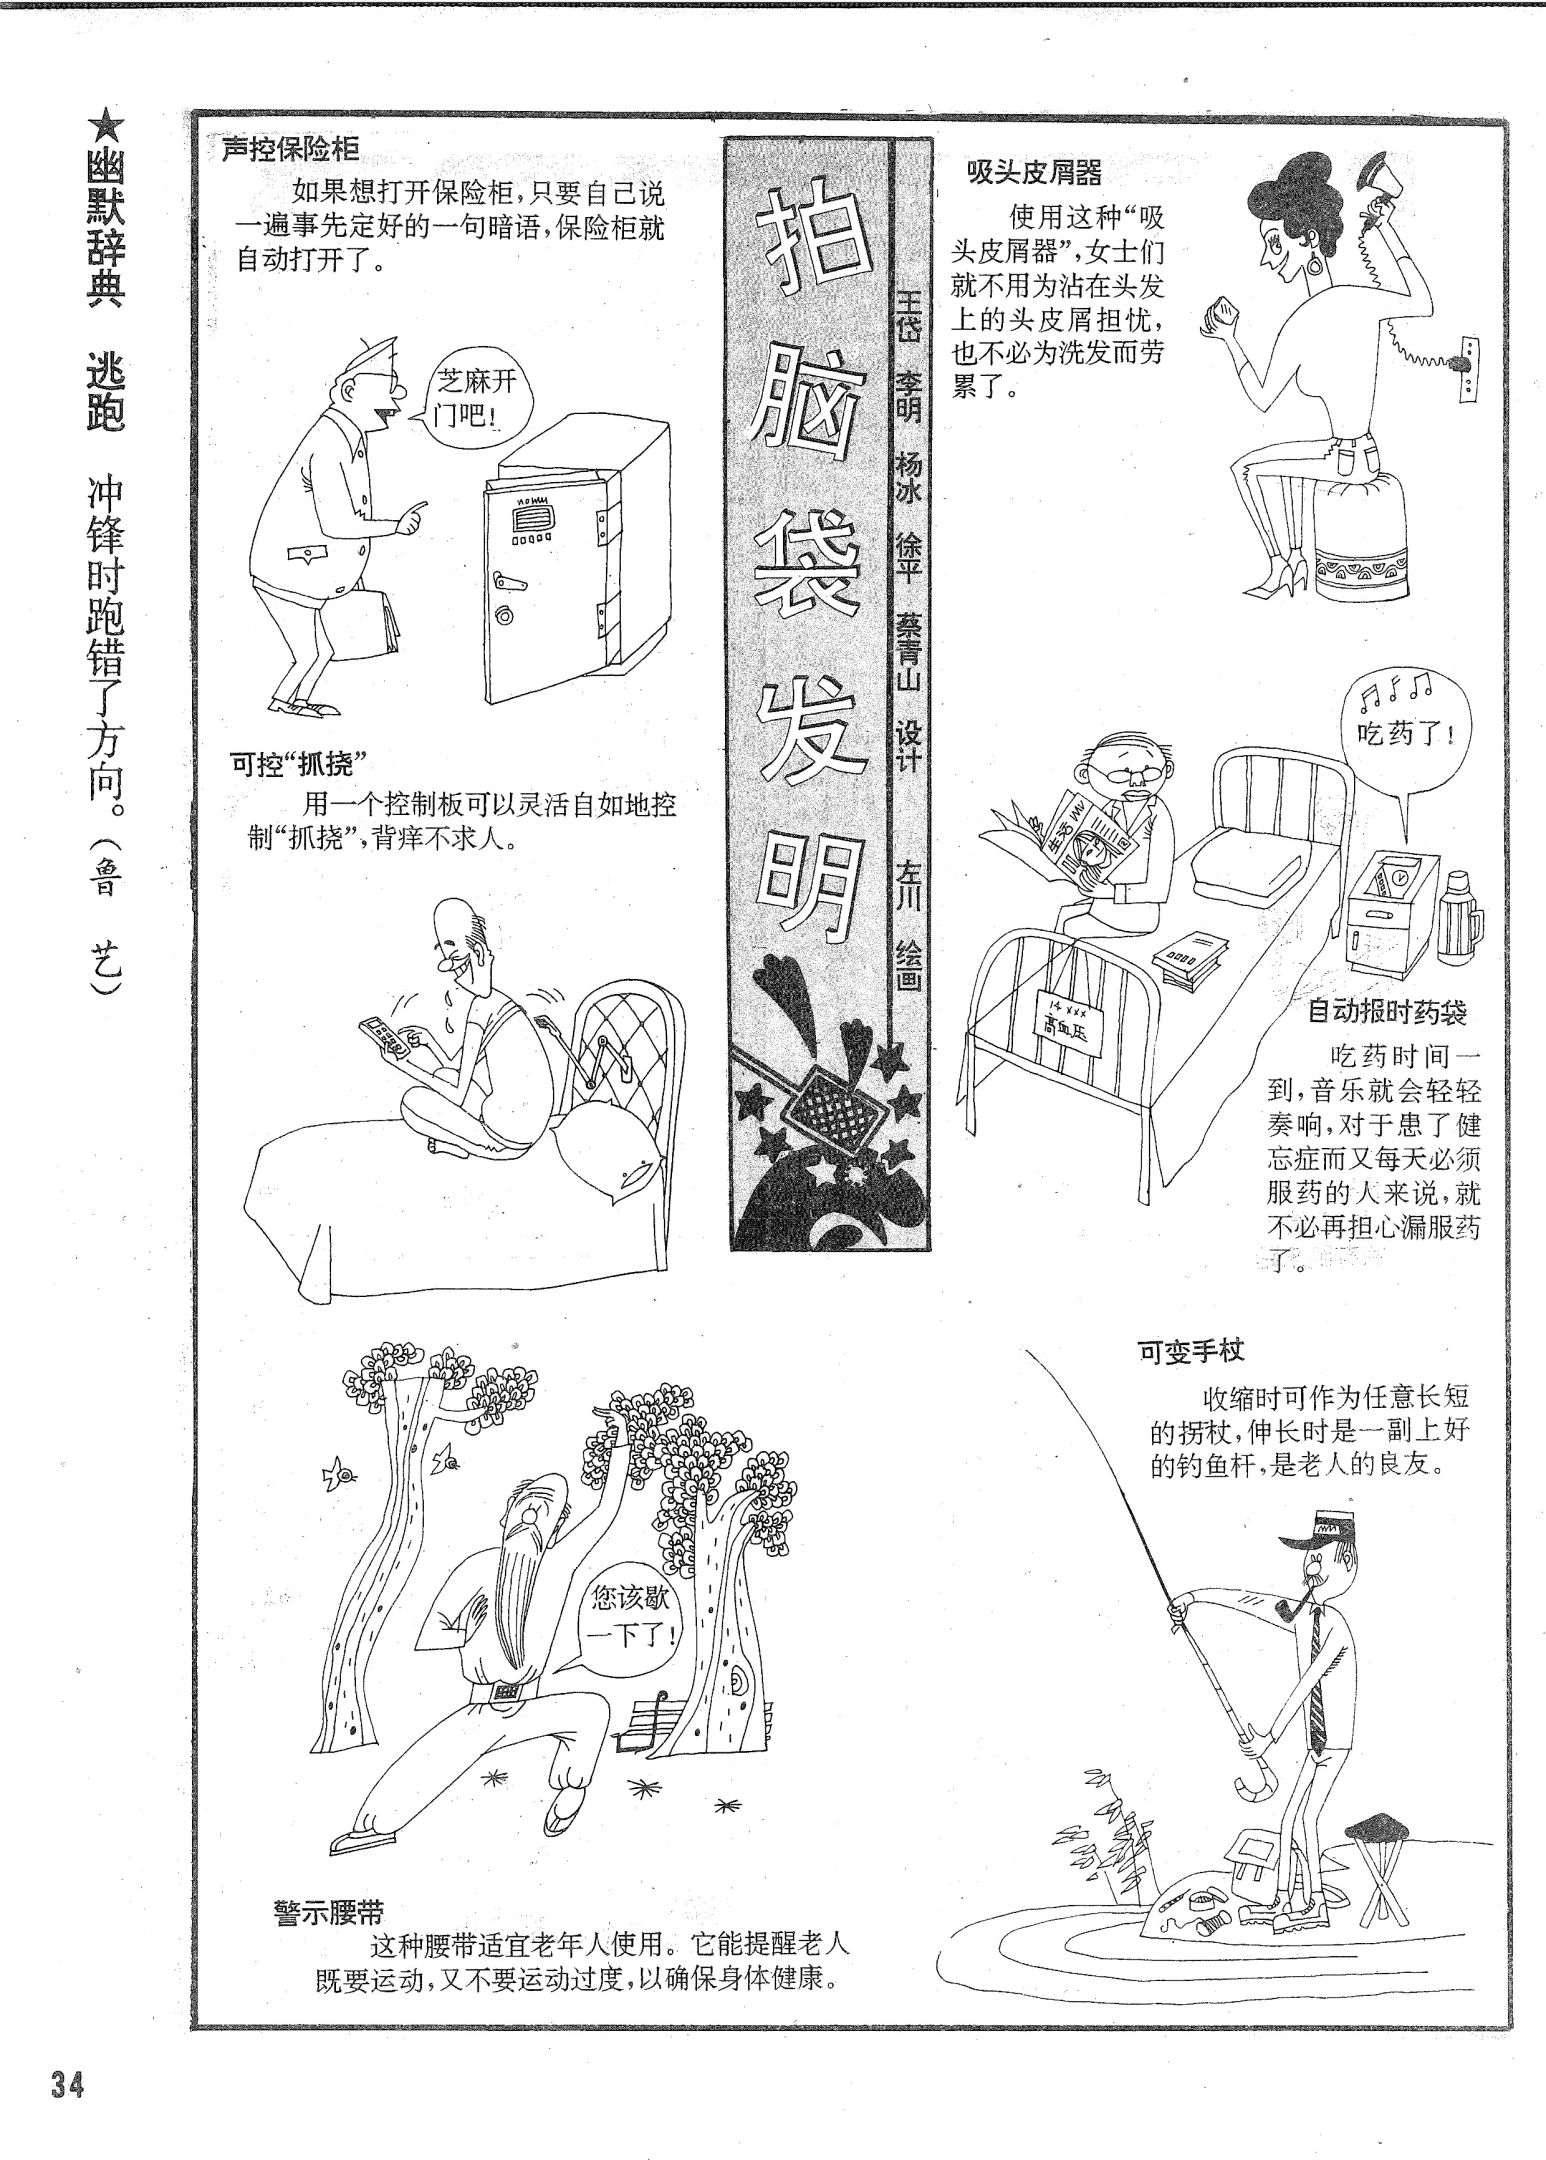 ★幽默辞典 逃跑 冲锋时跑错了方向。（鲁 艺）
声控保险柜
如果想打开保险柜，只要自己说
一遍事先定好的一句暗语，保险柜就
自动打开了。
芝麻开
门吧！
可控“抓挠”
用一个控制板可以灵活自如地控
制“抓挠”，背痒不求人。
您该歇
一下了！
警示腰带
这种腰带适宜老年人使用。它能提醒老人
既要运动，又不要运动过度，以确保身体健康。
拍脑袋发明
王岱 李明 杨冰 徐平 蔡青山 设计 左川 绘画
吸头皮屑器
使用这种“吸
头皮屑器”，女士们
就不用为沾在头发
上的头皮屑担忧，
也不必为洗发而劳
累了。
吃药了！
生活
14 ×××
高血压
自动报时药袋
吃药时间一
到，音乐就会轻轻
奏响，对于患了健
忘症而又每天必须
服药的人来说，就
不必再担心漏服药
了。
可变手杖
收缩时可作为任意长短
的拐杖，伸长时是一副上好
的钓鱼杆，是老人的良友。
34